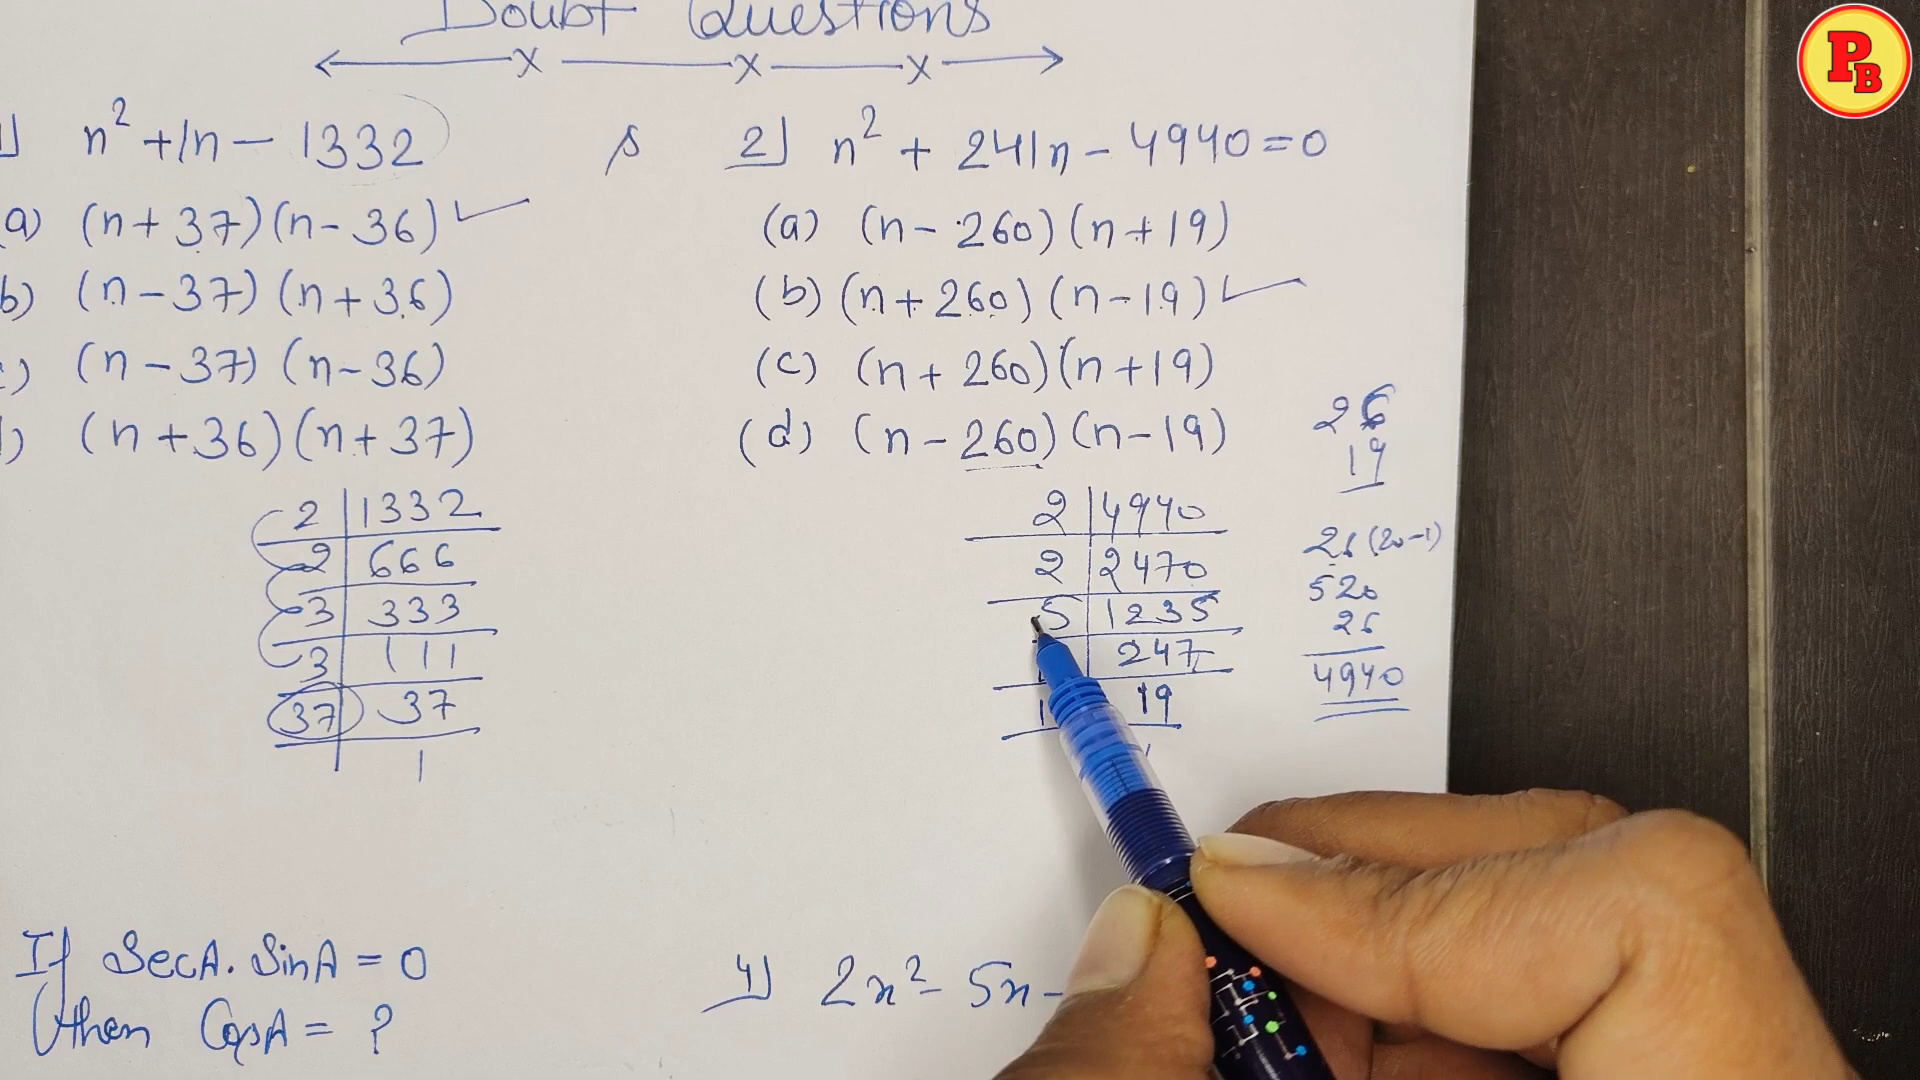 Doubt Questions
n² + 1n - 1332
(a) (n + 37) (n - 36) ✓
b) (n - 37) (n + 36)
(n - 37) (n - 36)
(n + 36) (n + 37)
2 | 1332
2 | 666
3 | 333
3 | 111
37 | 37
1
2) n² + 241n - 4940 = 0
(a) (n - 260) (n + 19)
(b) (n + 260) (n - 19) ✓
(c) (n + 260) (n + 19)
(d) (n - 260) (n - 19)
2 | 4940
2 | 2470
5 | 1235
247
19
1
26
19
26 (20-1)
520
26
4940
If SecA. SinA = 0
then CosA = ?
4) 2x² - 5x -
PB